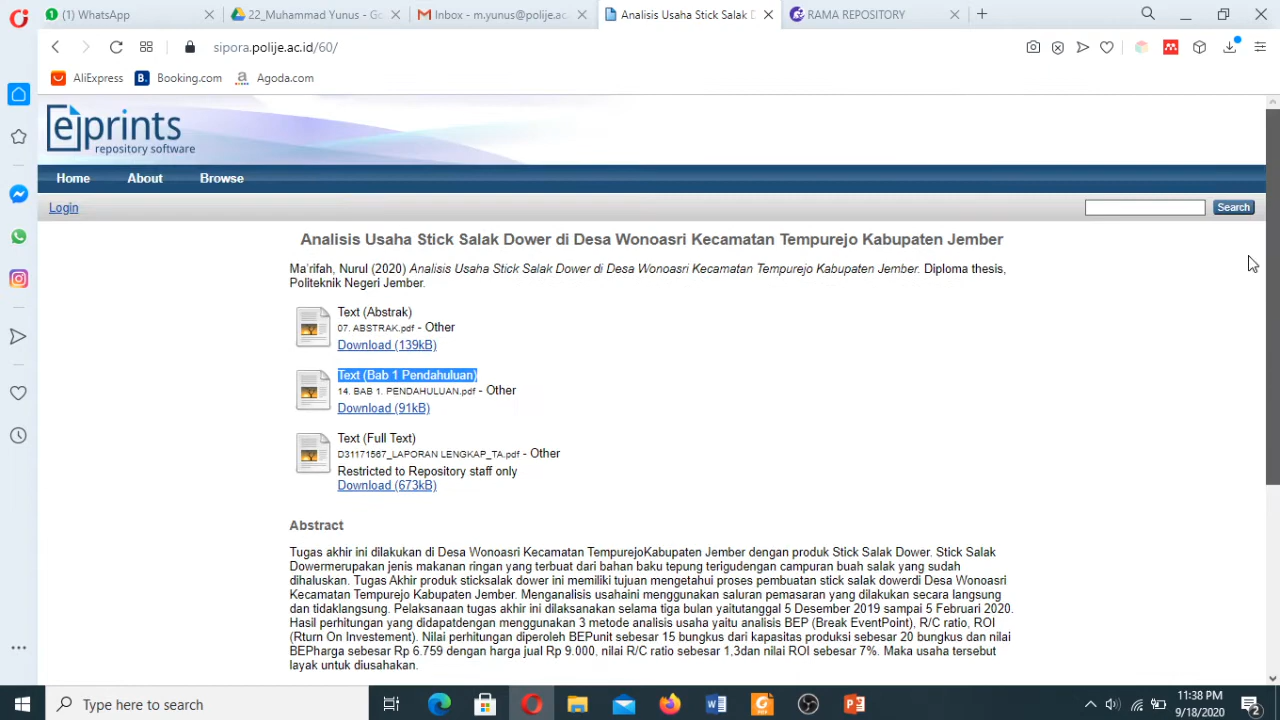 (1) WhatsApp
22_Muhammad Yunus - Go
Inbox - m.yunus@polije.ac.
Analisis Usaha Stick Salak D
RAMA REPOSITORY
sipora.polije.ac.id/60/
AliExpress
B.
Booking.com
a
Agoda.com
eprints
repository software
Home
About
Browse
Login
Search
Analisis Usaha Stick Salak Dower di Desa Wonoasri Kecamatan Tempurejo Kabupaten Jember
Ma'rifah, Nurul (2020) Analisis Usaha Stick Salak Dower di Desa Wonoasri Kecamatan Tempurejo Kabupaten Jember. Diploma thesis,
Politeknik Negeri Jember.
Text (Abstrak)
07. ABSTRAK.pdf - Other
Download (139kB)
Text (Bab 1 Pendahuluan)
14. BAB 1. PENDAHULUAN.pdf - Other
Download (91kB)
Text (Full Text)
D31171567_LAPORAN LENGKAP_TA.pdf - Other
Restricted to Repository staff only
Download (673kB)
Abstract
Tugas akhir ini dilakukan di Desa Wonoasri Kecamatan TempurejoKabupaten Jember dengan produk Stick Salak Dower. Stick Salak
Dowermerupakan jenis makanan ringan yang terbuat dari bahan baku tepung terigudengan campuran buah salak yang sudah
dihaluskan. Tugas Akhir produk sticksalak dower ini memiliki tujuan mengetahui proses pembuatan stick salak dowerdi Desa Wonoasri
Kecamatan Tempurejo Kabupaten Jember. Menganalisis usahaini menggunakan saluran pemasaran yang dilakukan secara langsung
dan tidaklangsung. Pelaksanaan tugas akhir ini dilaksanakan selama tiga bulan yaitutanggal 5 Desember 2019 sampai 5 Februari 2020.
Hasil perhitungan yang didapatdengan menggunakan 3 metode analisis usaha yaitu analisis BEP (Break EventPoint), R/C ratio, ROI
(Rturn On Investement). Nilai perhitungan diperoleh BEPunit sebesar 15 bungkus dari kapasitas produksi sebesar 20 bungkus dan nilai
BEPharga sebesar Rp 6.759 dengan harga jual Rp 9.000, nilai R/C ratio sebesar 1,3dan nilai ROI sebesar 7%. Maka usaha tersebut
layak untuk diusahakan.
Type here to search
11:38 PM
9/18/2020
2